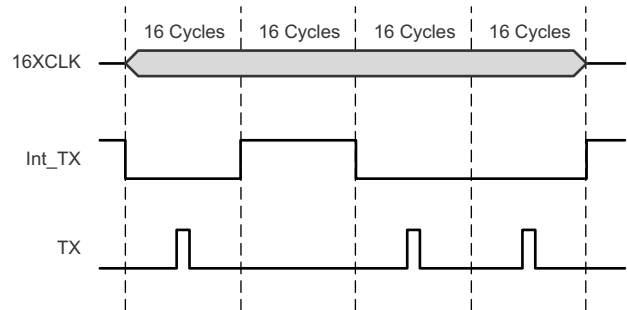 16 Cycles 16 Cycles 16 Cycles 16 Cycles
16XCLK
Int_TX
TX